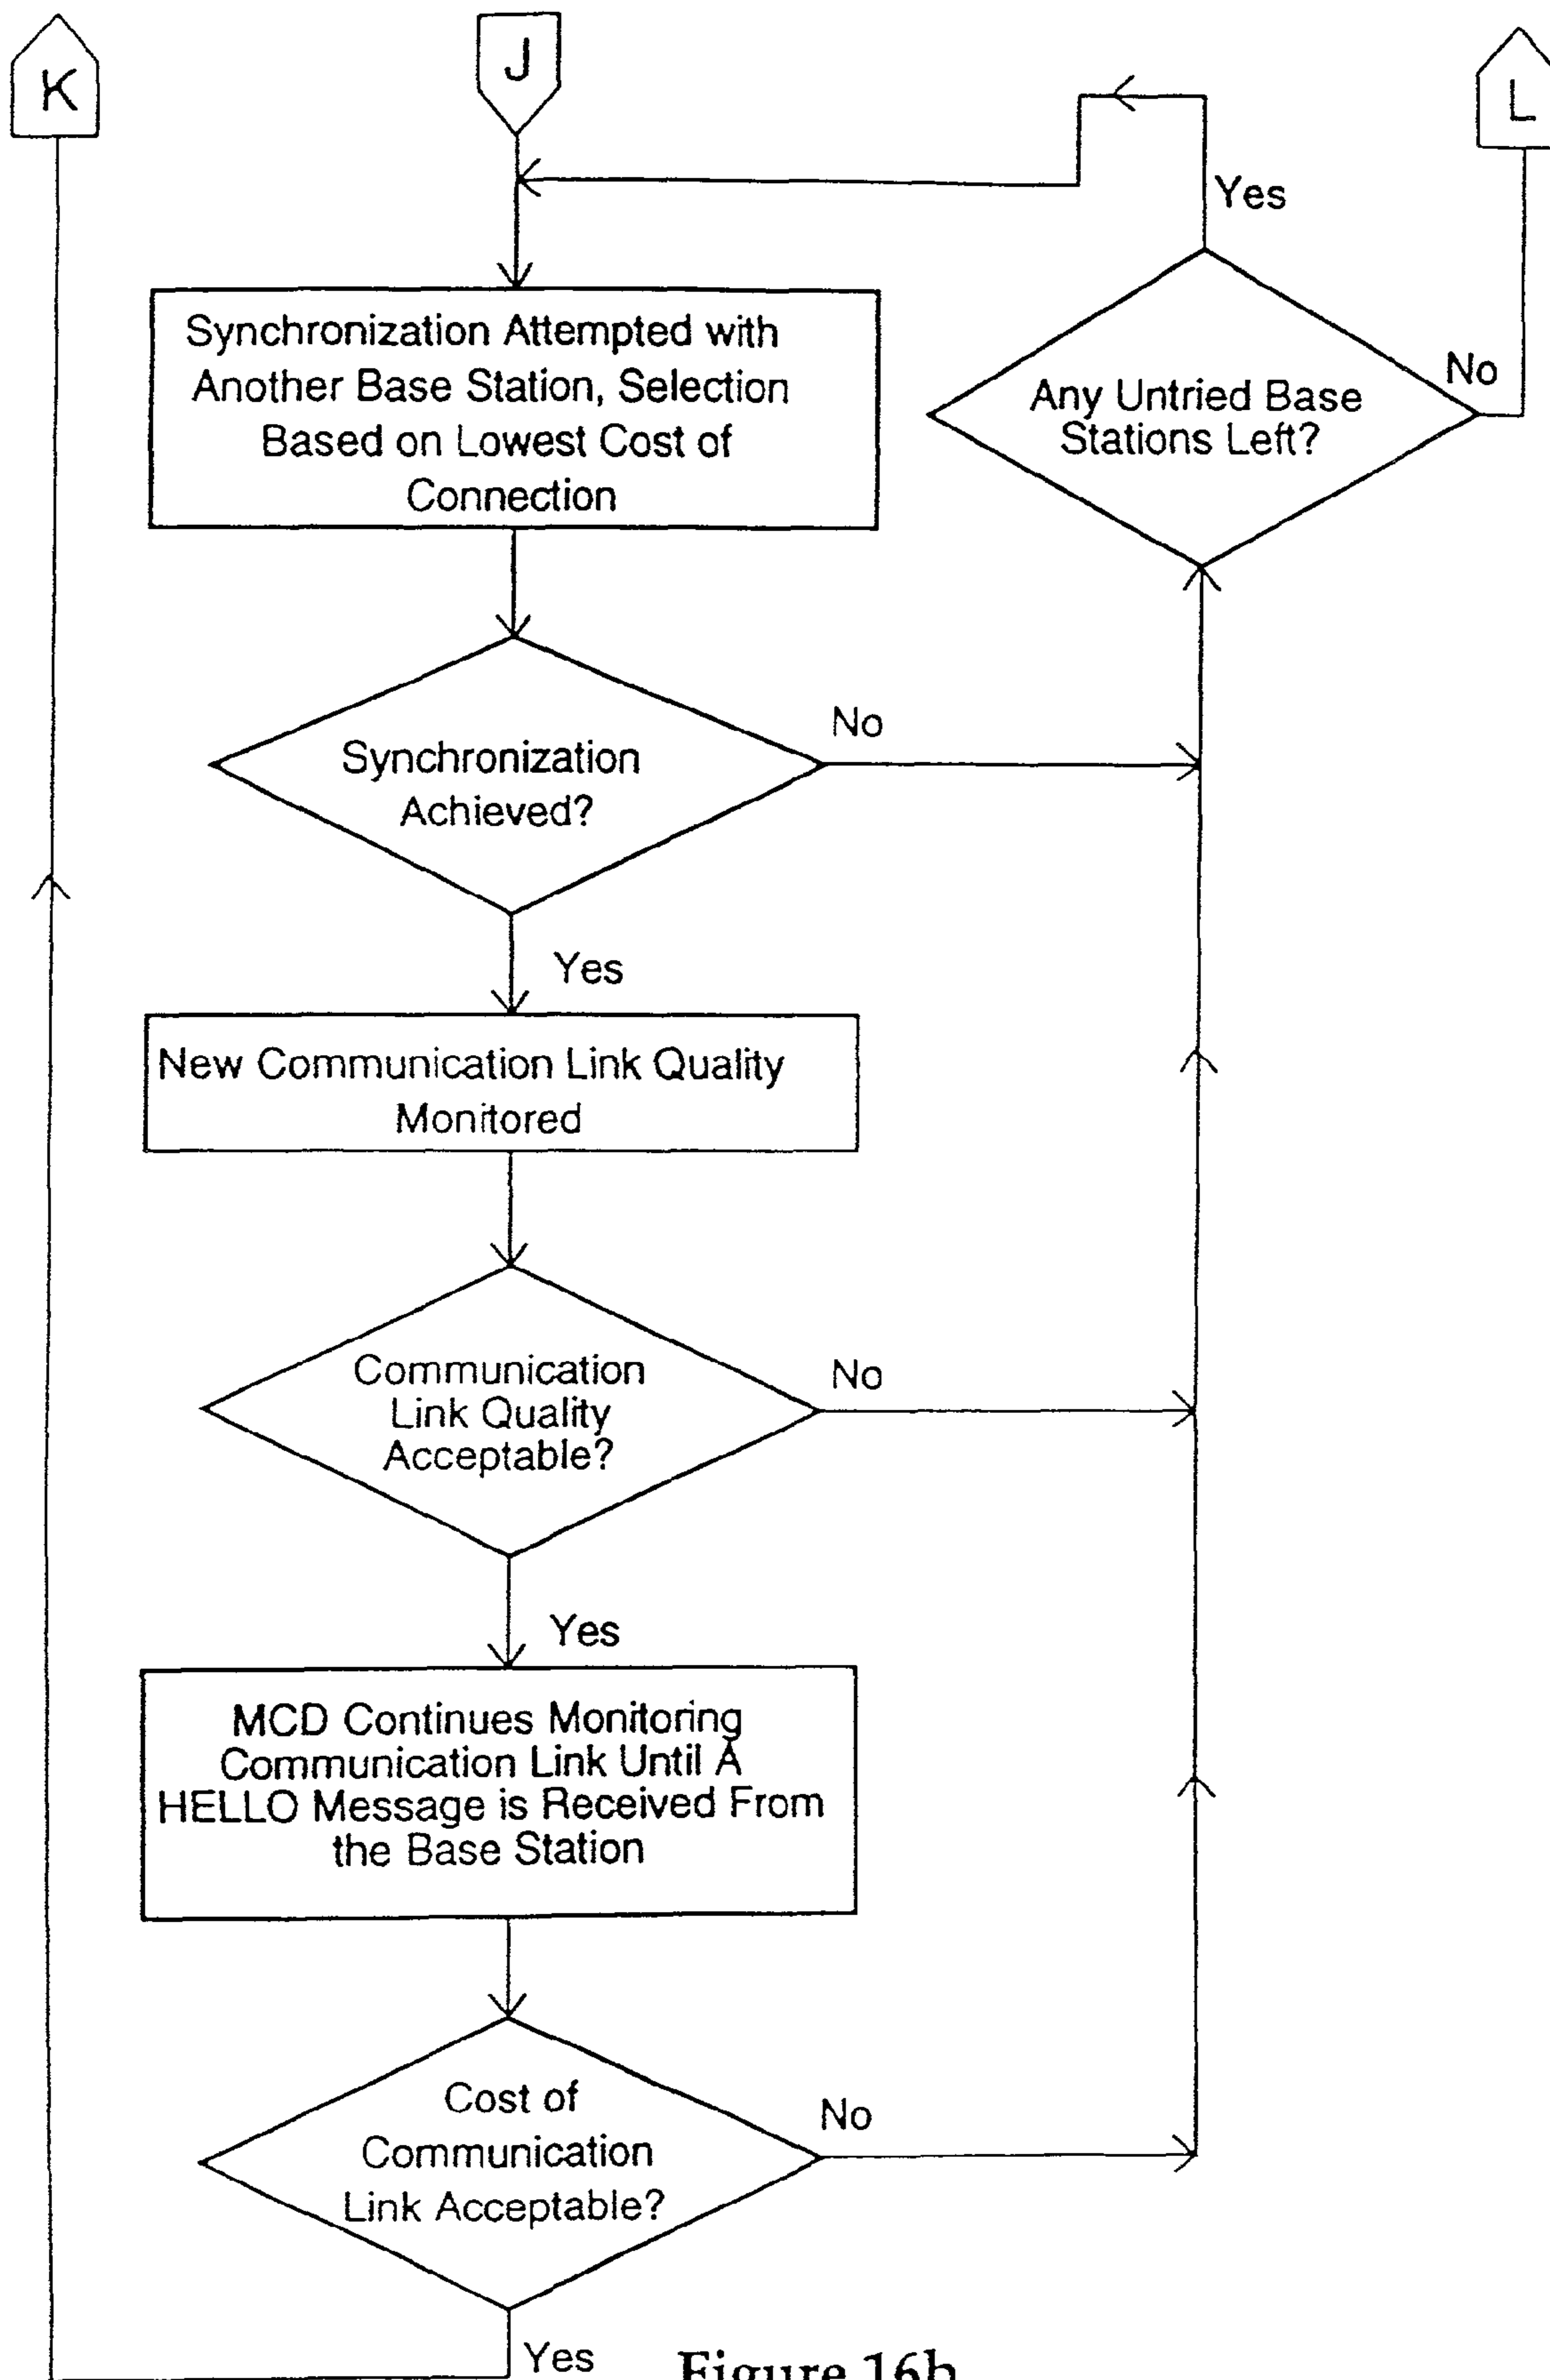 K
J
L
Yes
Synchronization Attempted with
Another Base Station, Selection
Based on Lowest Cost of
Connection
Any Untried Base
Stations Left?
No
Synchronization
Achieved?
No
Yes
New Communication Link Quality
Monitored
Communication
Link Quality
Acceptable?
No
Yes
MCD Continues Monitoring
Communication Link Until A
HELLO Message is Received From
the Base Station
Cost of
Communication
Link Acceptable?
No
Yes
Figure 16b